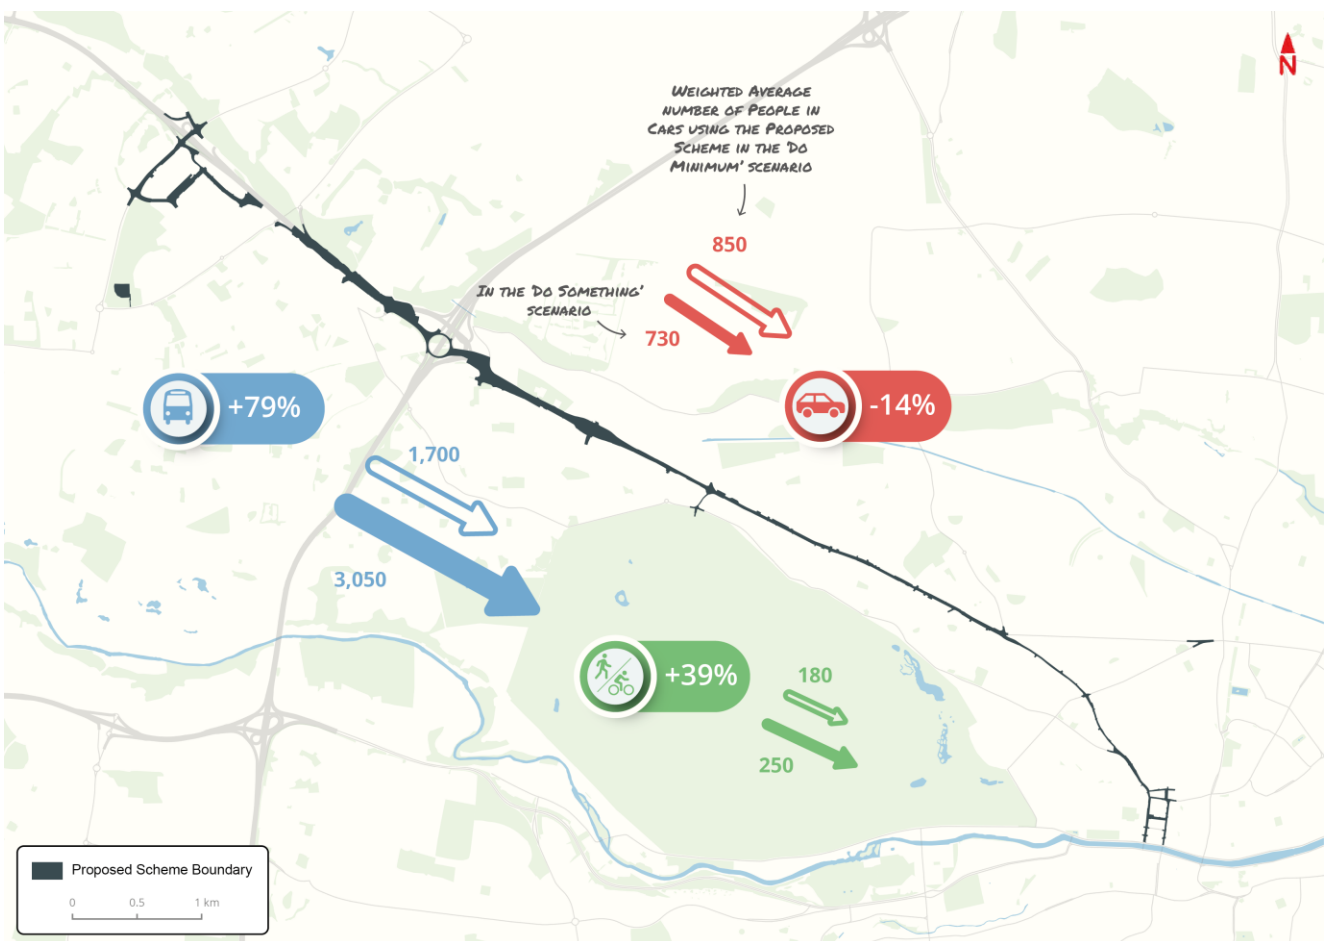 N
WEIGHTED AVERAGE
NUMBER OF PEOPLE IN
CARS USING THE PROPOSED
SCHEME IN THE 'DO
MINIMUM' SCENARIO
850
IN THE 'DO SOMETHING'
SCENARIO
730
+79%
-14%
1,700
3,050
+39%
180
250
Proposed Scheme Boundary
0 0.5 1 km